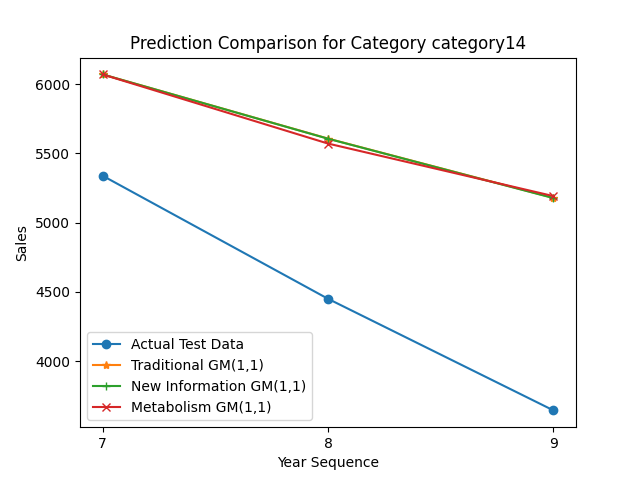 Prediction Comparison for Category category14
6000
5500
5000
4500
4000
Sales
Actual Test Data
Traditional GM(1,1)
New Information GM(1,1)
Metabolism GM(1,1)
7
8
9
Year Sequence